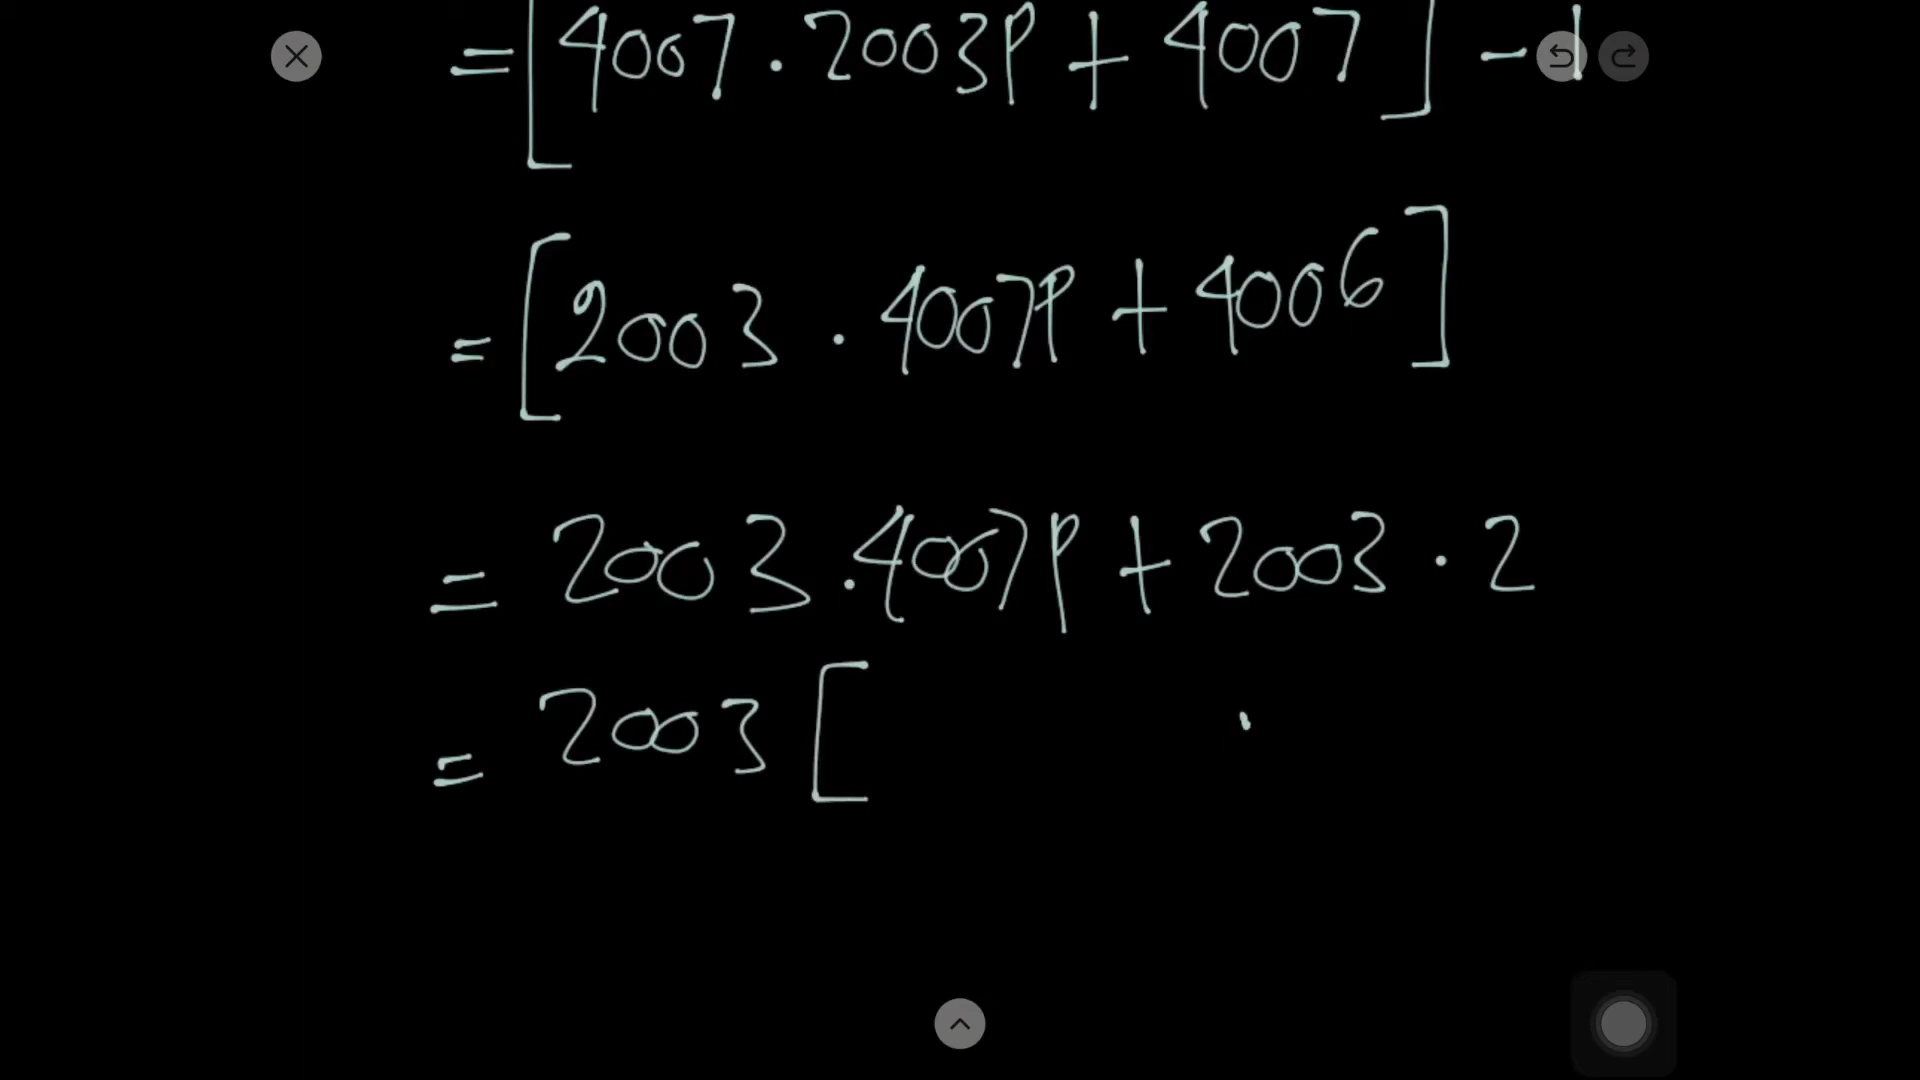 = [4007 . 2003p + 4007] - 1
= [2003 . 4007p + 4006]
= 2003 . 4007p + 2003 . 2
= 2003 [ .